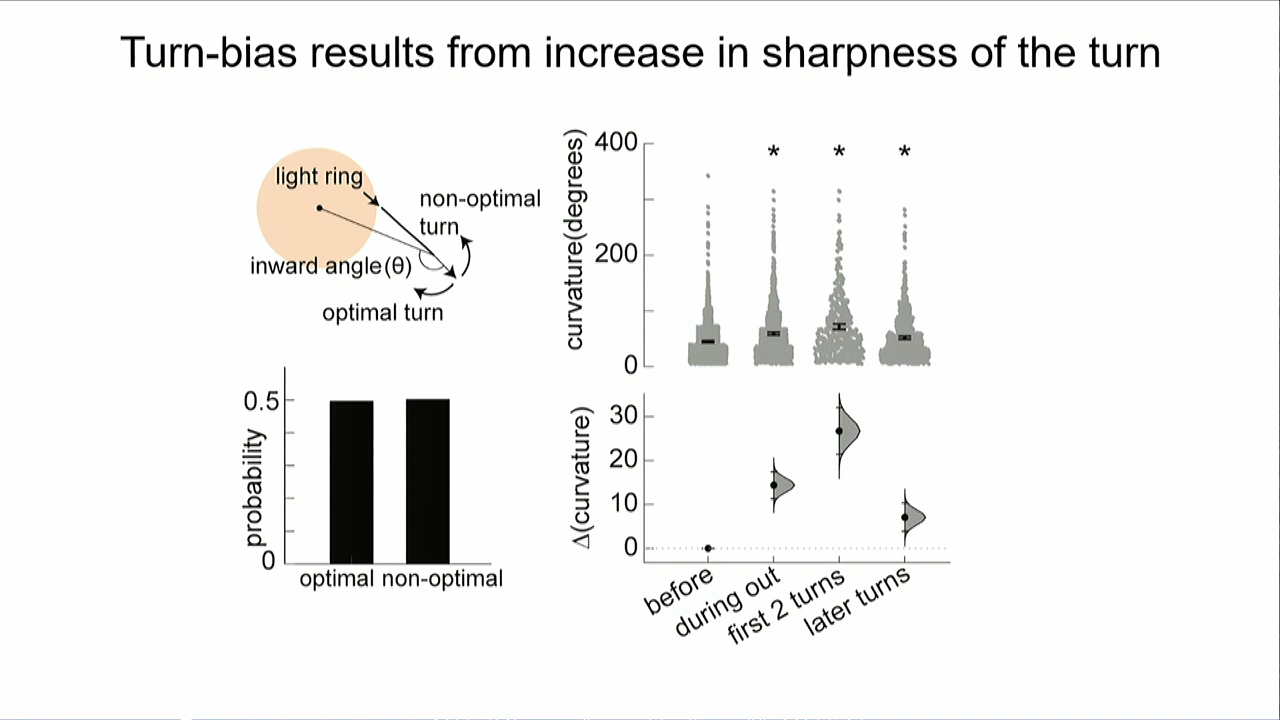 Turn-bias results from increase in sharpness of the turn
light ring
non-optimal
turn
inward angle(θ)
optimal turn
probability
0.5
0
optimal non-optimal
curvature(degrees)
400
200
0
* * *
Δ(curvature)
30
20
10
0
before
during out
first 2 turns
later turns